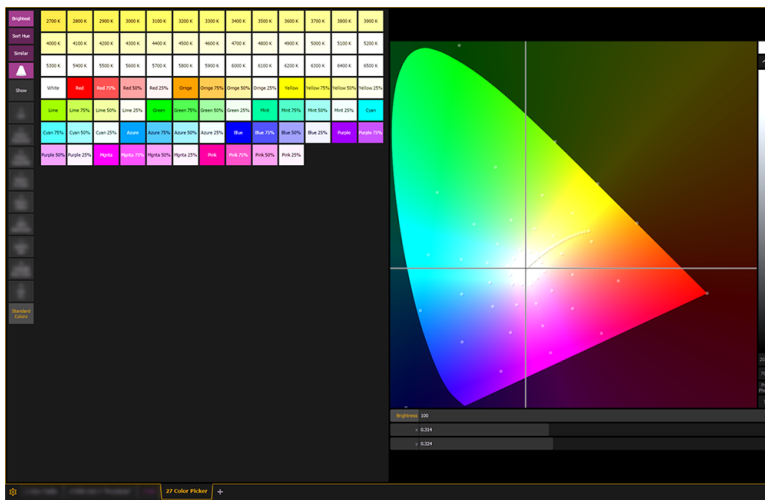 Brightest 2700 K 2800 K 2900 K 3000 K 3100 K 3200 K 3300 K 3400 K 3500 K 3600 K 3700 K 3800 K 3900 K
Sort Hue 4000 K 4100 K 4200 K 4300 K 4400 K 4500 K 4600 K 4700 K 4800 K 4900 K 5000 K 5100 K 5200 K
Similar 5300 K 5400 K 5500 K 5600 K 5700 K 5800 K 5900 K 6000 K 6100 K 6200 K 6300 K 6400 K 6500 K
Show White Red Red 75% Red 50% Red 25% Ornge Ornge 75% Ornge 50% Ornge 25% Yellow Yellow 75% Yellow 50% Yellow 25%
Lime Lime 75% Lime 50% Lime 25% Green Green 75% Green 50% Green 25% Mint Mint 75% Mint 50% Mint 25% Cyan
Cyan 75% Cyan 50% Cyan 25% Azure Azure 75% Azure 50% Azure 25% Blue Blue 75% Blue 50% Blue 25% Purple Purple 75%
Purple 50% Purple 25% Mgnta Mgnta 75% Mgnta 50% Mgnta 25% Pink Pink 75% Pink 50% Pink 25%
Standard
Colors
Brightness 100
x 0.314
y 0.324
27 Color Picker +